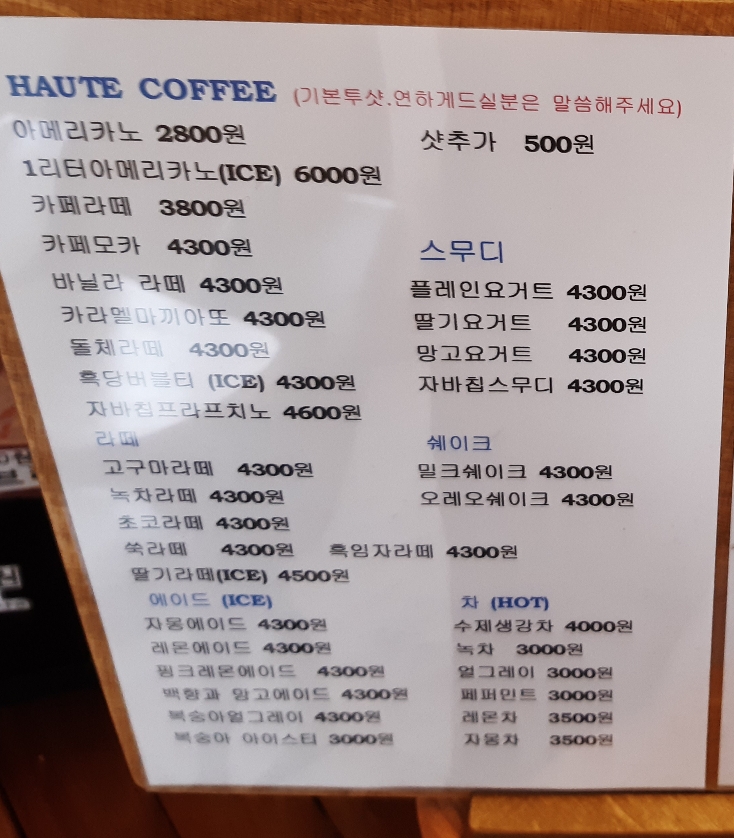 HAUTE COFFEE (기본투샷.연하게드실분은 말씀해주세요)
아메리카노 2800원
샷추가 500원
1리터아메리카노(ICE) 6000원
카페라떼 3800원
카페모카 4300원
바닐라 라떼 4300원
카라멜마끼아또 4300원
돌체라떼 4300원
흑당버블티 (ICE) 4300원
자바칩프라프치노 4600원
스무디
플레인요거트 4300원
딸기요거트 4300원
망고요거트 4300원
자바칩스무디 4300원
라떼
고구마라떼 4300원
녹차라떼 4300원
초코라떼 4300원
쑥라떼 4300원 흑임자라떼 4300원
딸기라떼(ICE) 4500원
쉐이크
밀크쉐이크 4300원
오레오쉐이크 4300원
에이드 (ICE)
자몽에이드 4300원
레몬에이드 4300원
핑크레몬에이드 4300원
백향과 망고에이드 4300원
복숭아얼그레이 4300원
복숭아 아이스티 3000원
차 (HOT)
수제생강차 4000원
녹차 3000원
얼그레이 3000원
페퍼민트 3000원
레몬차 3500원
자몽차 3500원